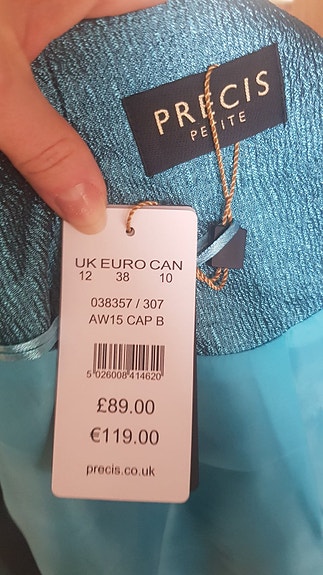 PRECIS
PETITE
UK EURO CAN
12 38 10
038357 / 307
AW15 CAP B
5 026008 414620
£89.00
€119.00
precis.co.uk